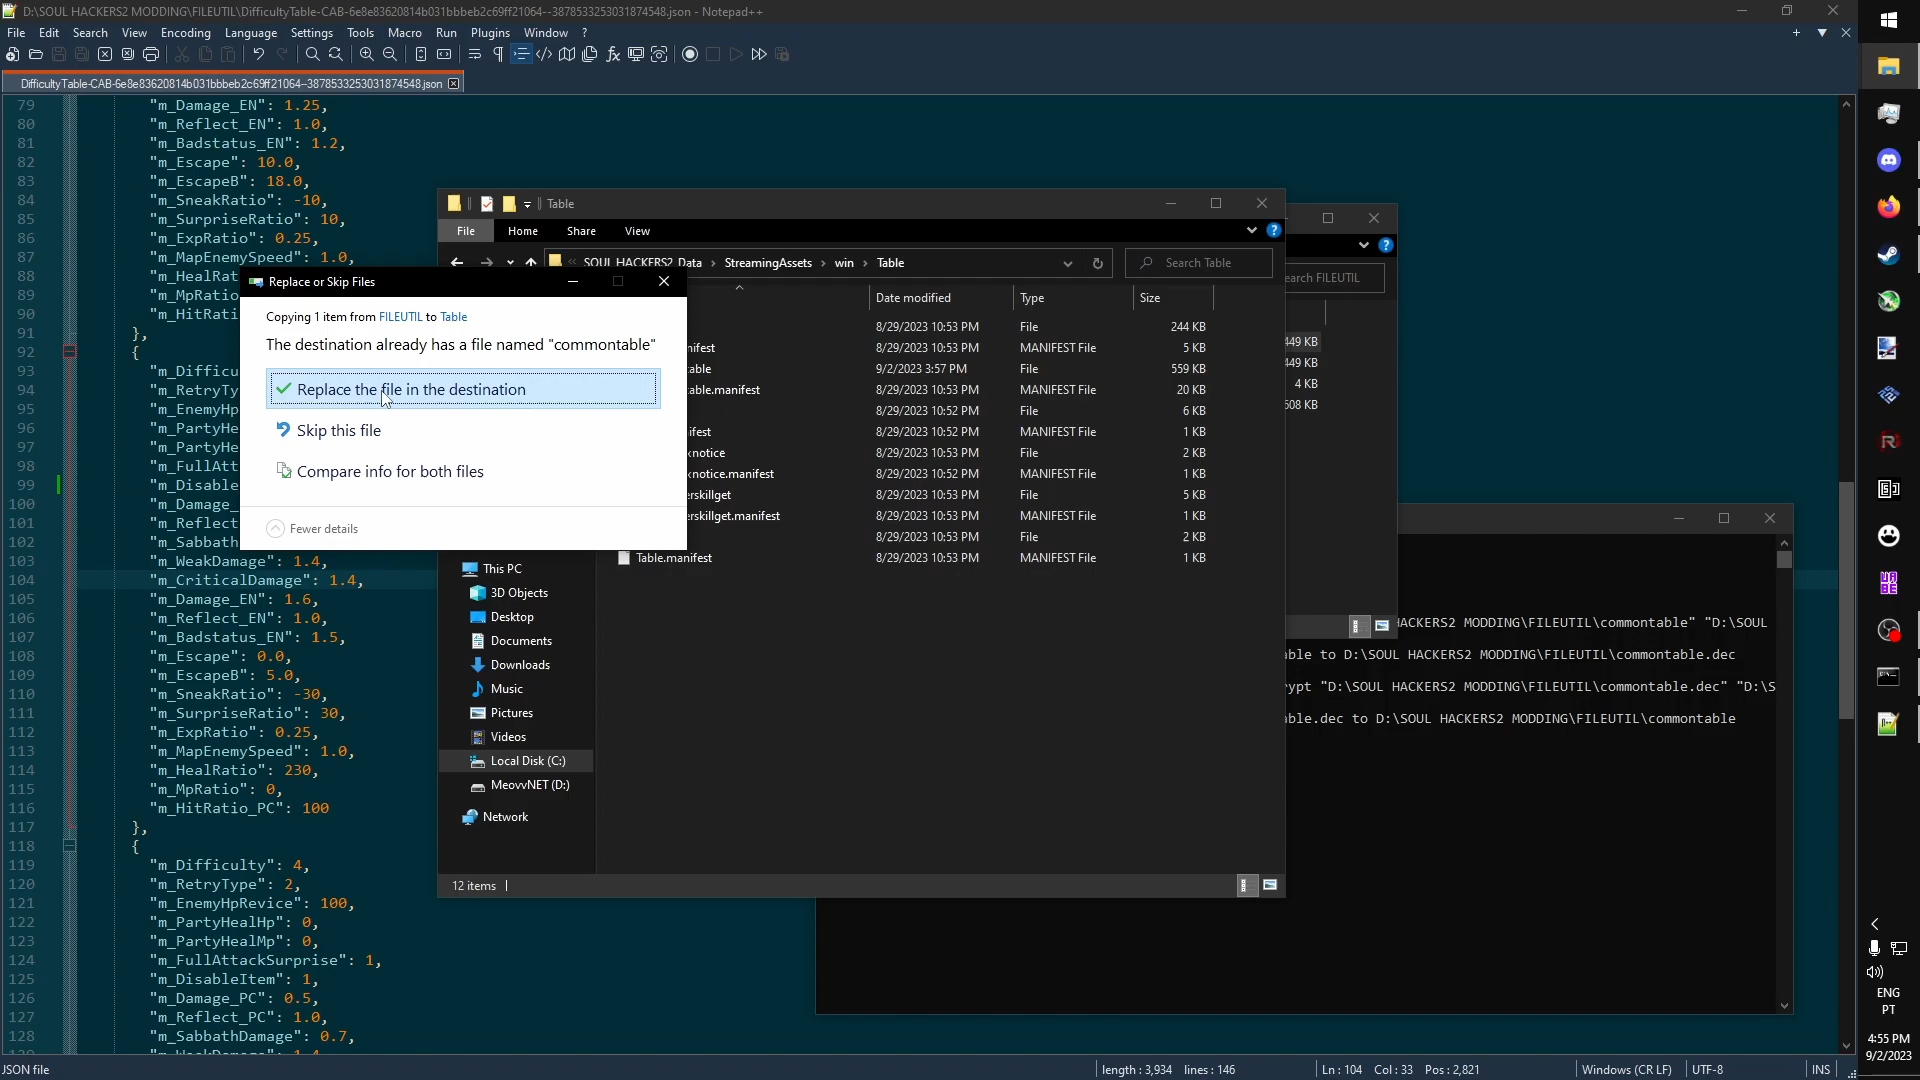 D:\SOUL HACKERS2 MODDING\FILEUTIL\DifficultyTable-CAB-6e8e83620814b031bbbeb2c69ff21064--3878533253031874548.json - Notepad++
File Edit Search View Encoding Language Settings Tools Macro Run Plugins Window ?
DifficultyTable-CAB-6e8e83620814b031bbbeb2c69ff21064--3878533253031874548.json
79 "m_Damage_EN": 1.25,
80 "m_Reflect_EN": 1.0,
81 "m_Badstatus_EN": 1.2,
82 "m_Escape": 10.0,
83 "m_EscapeB": 18.0,
84 "m_SneakRatio": -10,
85 "m_SurpriseRatio": 10,
86 "m_ExpRatio": 0.25,
87 "m_MapEnemySpeed": 1.0,
88 "m_HealRat
89 "m_MpRatio
90 "m_HitRati
91 },
92 {
93 "m_Difficu
94 "m_RetryTy
95 "m_EnemyHp
96 "m_PartyHe
97 "m_PartyHe
98 "m_FullAtt
99 "m_Disable
100 "m_Damage_
101 "m_Reflect
102 "m_Sabbath
103 "m_WeakDamage": 1.4,
104 "m_CriticalDamage": 1.4,
105 "m_Damage_EN": 1.6,
106 "m_Reflect_EN": 1.0,
107 "m_Badstatus_EN": 1.5,
108 "m_Escape": 0.0,
109 "m_EscapeB": 5.0,
110 "m_SneakRatio": -30,
111 "m_SurpriseRatio": 30,
112 "m_ExpRatio": 0.25,
113 "m_MapEnemySpeed": 1.0,
114 "m_HealRatio": 230,
115 "m_MpRatio": 0,
116 "m_HitRatio_PC": 100
117 },
118 {
119 "m_Difficulty": 4,
120 "m_RetryType": 2,
121 "m_EnemyHpRevice": 100,
122 "m_PartyHealHp": 0,
123 "m_PartyHealMp": 0,
124 "m_FullAttackSurprise": 1,
125 "m_DisableItem": 1,
126 "m_Damage_PC": 0.5,
127 "m_Reflect_PC": 1.0,
128 "m_SabbathDamage": 0.7,
Table
File Home Share View
SOUL_HACKERS2_Data > StreamingAssets > win > Table
Search Table
Date modified Type Size
8/29/2023 10:53 PM File 244 KB
nifest 8/29/2023 10:53 PM MANIFEST File 5 KB
table 9/2/2023 3:57 PM File 559 KB
table.manifest 8/29/2023 10:53 PM MANIFEST File 20 KB
8/29/2023 10:52 PM File 6 KB
nifest 8/29/2023 10:52 PM MANIFEST File 1 KB
xnotice 8/29/2023 10:53 PM File 2 KB
xnotice.manifest 8/29/2023 10:52 PM MANIFEST File 1 KB
erskillget 8/29/2023 10:53 PM File 5 KB
erskillget.manifest 8/29/2023 10:53 PM MANIFEST File 1 KB
8/29/2023 10:53 PM File 2 KB
Table.manifest 8/29/2023 10:53 PM MANIFEST File 1 KB
This PC
3D Objects
Desktop
Documents
Downloads
Music
Pictures
Videos
Local Disk (C:)
MeovvNET (D:)
Network
12 items
Replace or Skip Files
Copying 1 item from FILEUTIL to Table
The destination already has a file named "commontable"
Replace the file in the destination
Skip this file
Compare info for both files
Fewer details
earch FILEUTIL
449 KB
449 KB
4 KB
608 KB
HACKERS2 MODDING\FILEUTIL\commontable" "D:\SOUL
ble to D:\SOUL HACKERS2 MODDING\FILEUTIL\commontable.dec
ypt "D:\SOUL HACKERS2 MODDING\FILEUTIL\commontable.dec" "D:\S
ble.dec to D:\SOUL HACKERS2 MODDING\FILEUTIL\commontable
JSON file
length : 3,934 lines : 146
Ln : 104 Col : 33 Pos : 2,821
Windows (CR LF)
UTF-8
INS
UABE
ENG
PT
4:55 PM
9/2/2023